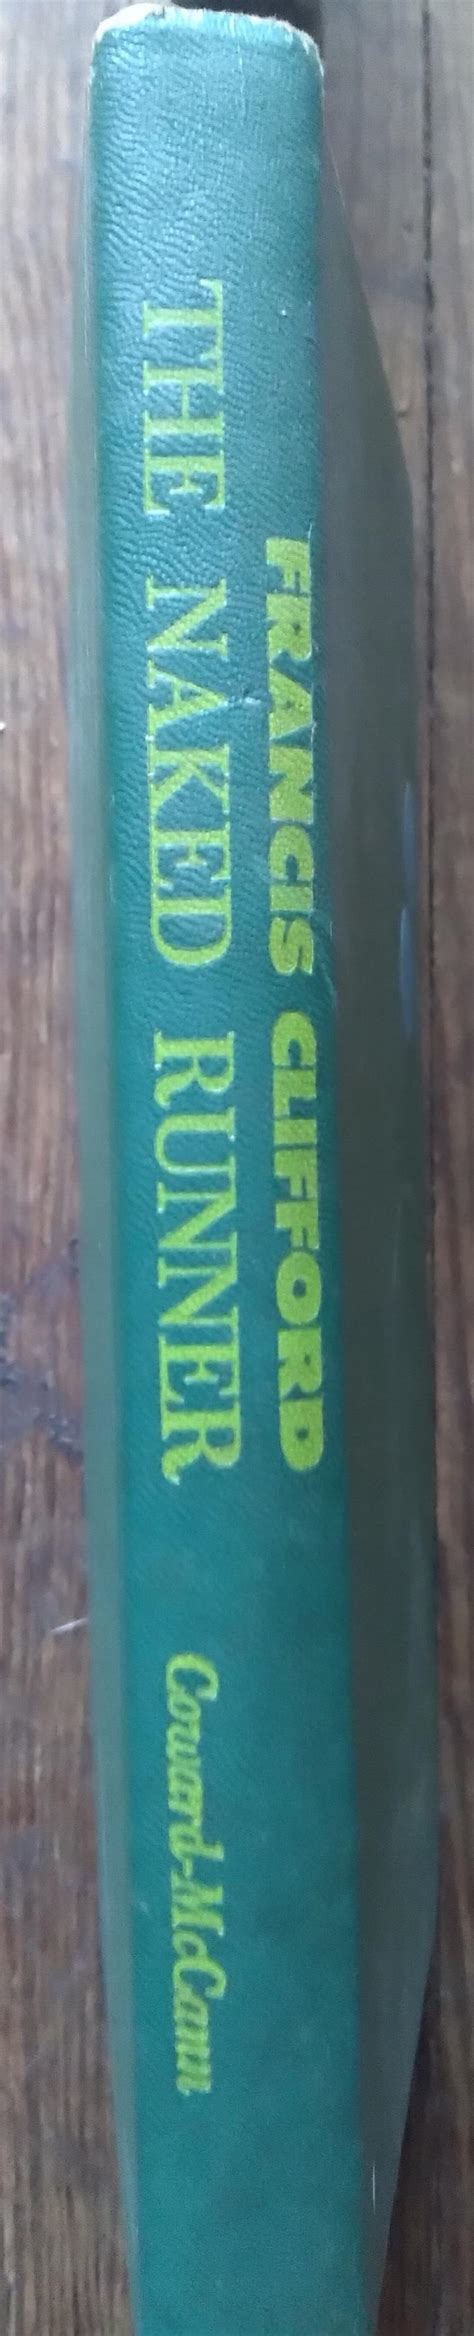 FRANCIS CLIFFORD
THE NAKED RUNNER
Coward-McCann